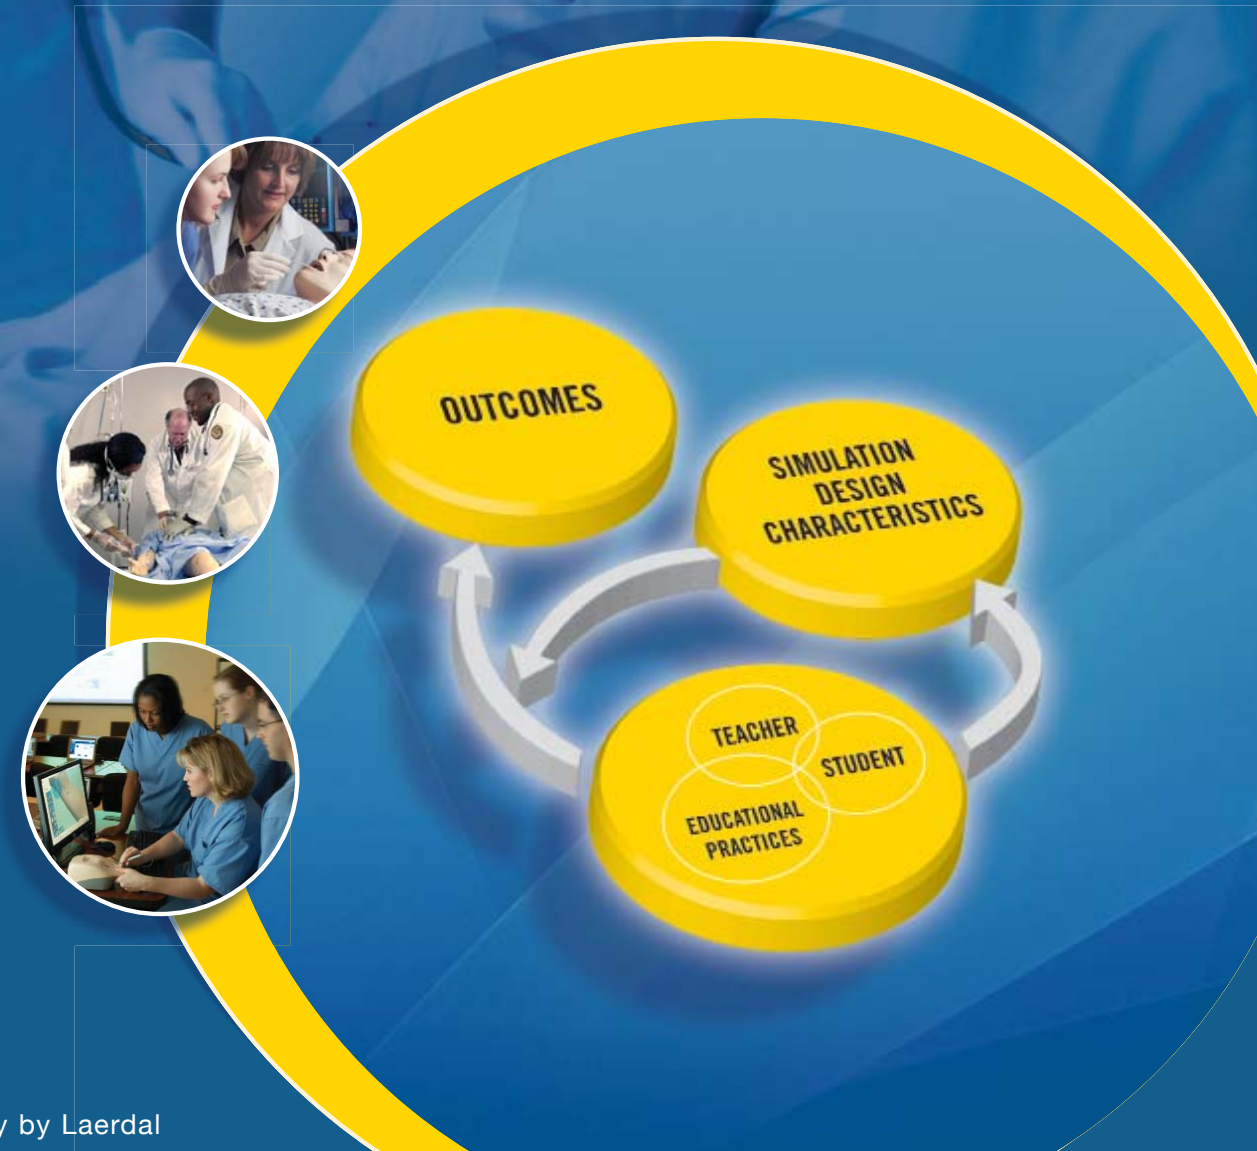 OUTCOMES
SIMULATION
DESIGN
CHARACTERISTICS
TEACHER
STUDENT
EDUCATIONAL
PRACTICES
by Laerdal